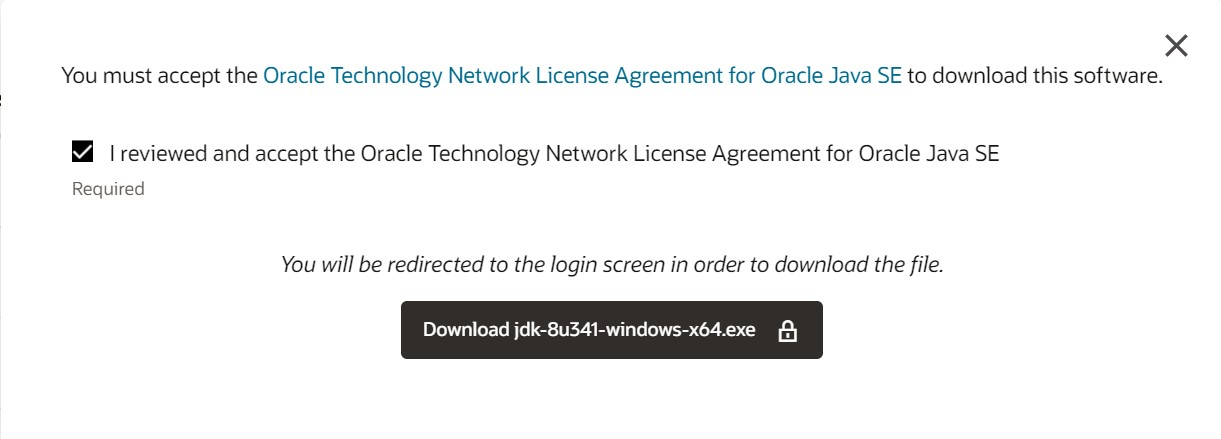 You must accept the Oracle Technology Network License Agreement for Oracle Java SE to download this software.
I reviewed and accept the Oracle Technology Network License Agreement for Oracle Java SE
Required
You will be redirected to the login screen in order to download the file.
Download jdk-8u341-windows-x64.exe